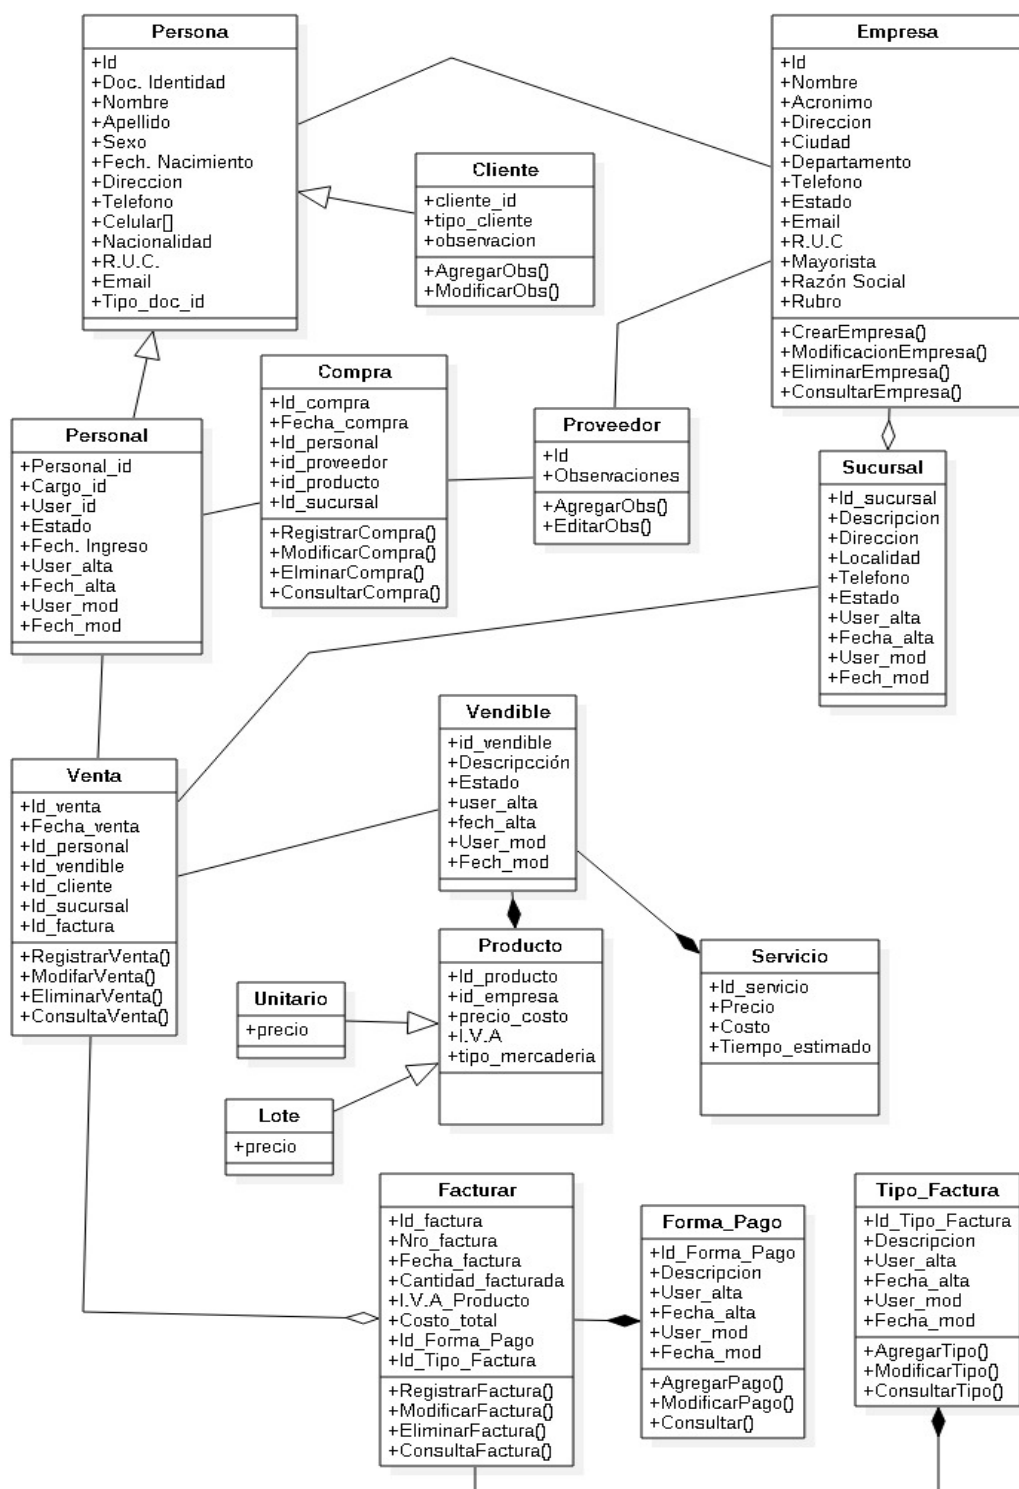 Persona
+Id
+Doc. Identidad
+Nombre
+Apellido
+Sexo
+Fech. Nacimiento
+Direccion
+Telefono
+Celular[]
+Nacionalidad
+R.U.C.
+Email
+Tipo_doc_id
Empresa
+Id
+Nombre
+Acronimo
+Direccion
+Ciudad
+Departamento
+Telefono
+Estado
+Email
+R.U.C
+Mayorista
+Razón Social
+Rubro
+CrearEmpresa()
+ModificacionEmpresa()
+EliminarEmpresa()
+ConsultarEmpresa()
Cliente
+cliente_id
+tipo_cliente
+observacion
+AgregarObs()
+ModificarObs()
Compra
+Id_compra
+Fecha_compra
+Id_personal
+id_proveedor
+id_producto
+Id_sucursal
+RegistrarCompra()
+ModificarCompra()
+ElminarCompra()
+ConsultarCompra()
Personal
+Personal_id
+Cargo_id
+User_id
+Estado
+Fech. Ingreso
+User_alta
+Fech_alta
+User_mod
+Fech_mod
Proveedor
+Id
+Observaciones
+AgregarObs()
+EditarObs()
Sucursal
+Id_sucursal
+Descripcion
+Direccion
+Localidad
+Telefono
+Estado
+User_alta
+Fecha_alta
+User_mod
+Fech_mod
Vendible
+id_vendible
+Descripcción
+Estado
+user_alta
+fech_alta
+User_mod
+Fech_mod
Venta
+Id_venta
+Fecha_venta
+Id_personal
+Id_vendible
+Id_cliente
+Id_sucursal
+Id_factura
+RegistrarVenta()
+ModifarVenta()
+EliminarVenta()
+ConsultaVenta()
Producto
+Id_producto
+id_empresa
+precio_costo
+I.V.A
+tipo_mercaderia
Servicio
+Id_servicio
+Precio
+Costo
+Tiempo_estimado
Unitario
+precio
Lote
+precio
Facturar
+Id_factura
+Nro_factura
+Fecha_factura
+Cantidad_facturada
+I.V.A_Producto
+Costo_total
+Id_Forma_Pago
+Id_Tipo_Factura
+RegistrarFactura()
+ModificarFactura()
+EliminarFactura()
+ConsultaFactura()
Forma_Pago
+Id_Forma_Pago
+Descripcion
+User_alta
+Fecha_alta
+User_mod
+Fecha_mod
+AgregarPago()
+ModificarPago()
+Consultar()
Tipo_Factura
+Id_Tipo_Factura
+Descripcion
+User_alta
+Fecha_alta
+User_mod
+Fecha_mod
+AgregarTipo()
+ModificarTipo()
+ConsultarTipo()